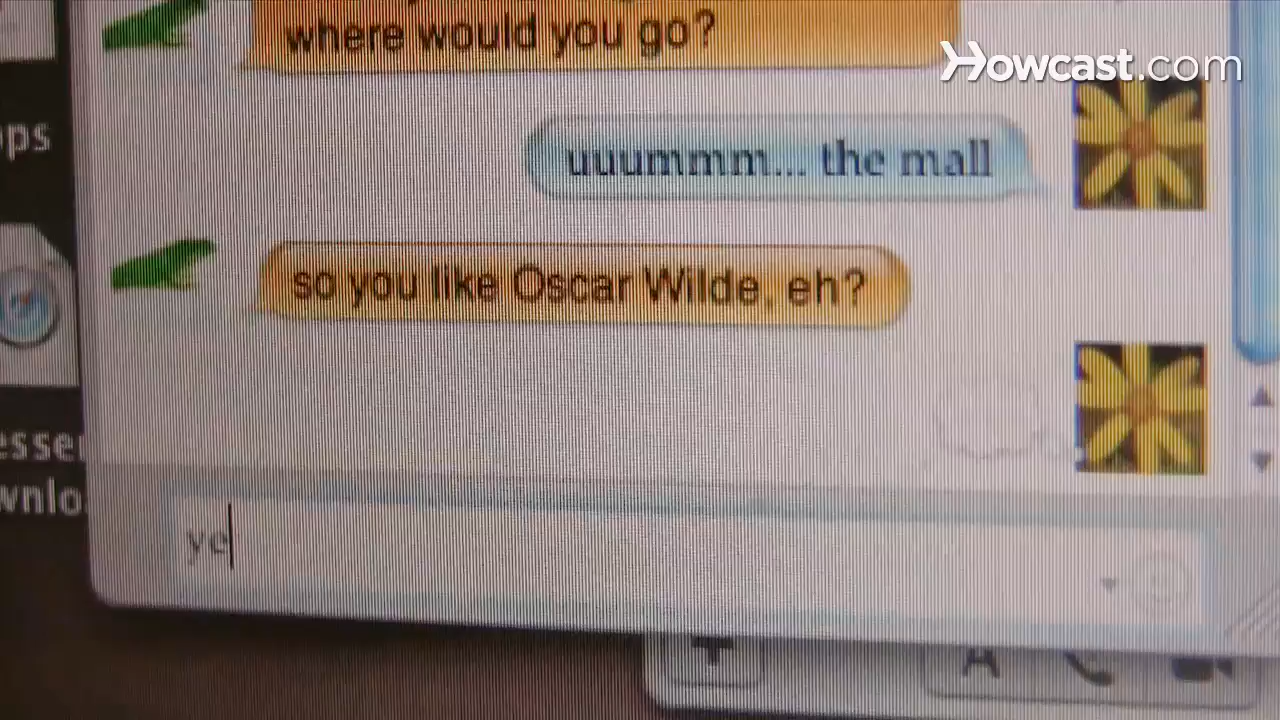 where would you go?
Howcast.com
uuummm... the mall
so you like Oscar Wilde, eh?
ye
A